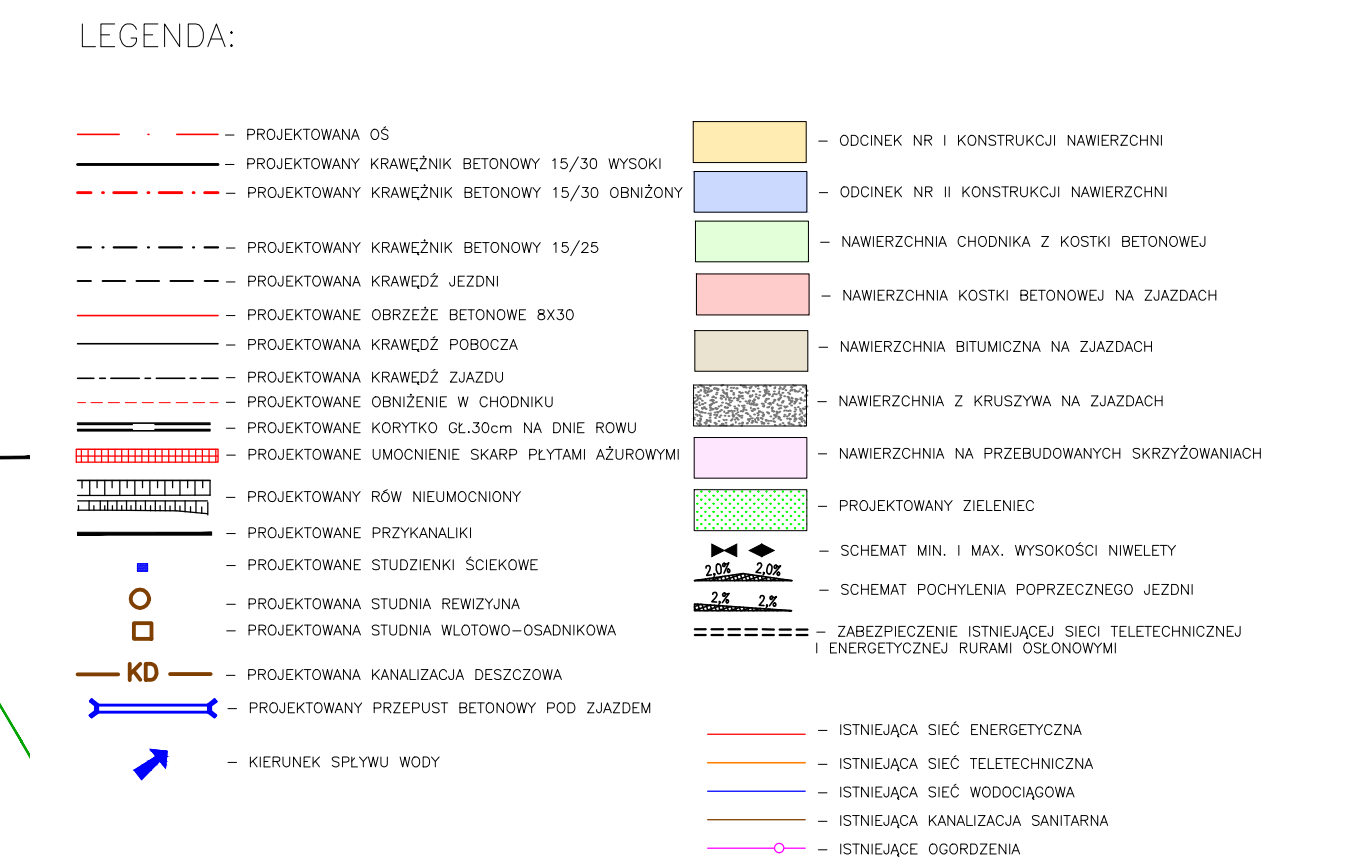 LEGENDA:
– PROJEKTOWANA OŚ
– PROJEKTOWANY KRAWĘŻNIK BETONOWY 15/30 WYSOKI
– PROJEKTOWANY KRAWĘŻNIK BETONOWY 15/30 OBNIŻONY
– PROJEKTOWANY KRAWĘŻNIK BETONOWY 15/25
– PROJEKTOWANA KRAWĘDŹ JEZDNI
– PROJEKTOWANE OBRZEŻE BETONOWE 8X30
– PROJEKTOWANA KRAWĘDŹ POBOCZA
– PROJEKTOWANA KRAWĘDŹ ZJAZDU
– PROJEKTOWANE OBNIŻENIE W CHODNIKU
– PROJEKTOWANE KORYTKO GŁ.30cm NA DNIE ROWU
– PROJEKTOWANE UMOCNIENIE SKARP PŁYTAMI AŻUROWYMI
– PROJEKTOWANY RÓW NIEUMOCNIONY
– PROJEKTOWANE PRZYKANALIKI
– PROJEKTOWANE STUDZIENKI ŚCIEKOWE
– PROJEKTOWANA STUDNIA REWIZYJNA
– PROJEKTOWANA STUDNIA WLOTOWO–OSADNIKOWA
KD – PROJEKTOWANA KANALIZACJA DESZCZOWA
– PROJEKTOWANY PRZEPUST BETONOWY POD ZJAZDEM
– KIERUNEK SPŁYWU WODY
– ODCINEK NR I KONSTRUKCJI NAWIERZCHNI
– ODCINEK NR II KONSTRUKCJI NAWIERZCHNI
– NAWIERZCHNIA CHODNIKA Z KOSTKI BETONOWEJ
– NAWIERZCHNIA KOSTKI BETONOWEJ NA ZJAZDACH
– NAWIERZCHNIA BITUMICZNA NA ZJAZDACH
– NAWIERZCHNIA Z KRUSZYWA NA ZJAZDACH
– NAWIERZCHNIA NA PRZEBUDOWANYCH SKRZYŻOWANIACH
– PROJEKTOWANY ZIELENIEC
– SCHEMAT MIN. I MAX. WYSOKOŚCI NIWELETY
2,0% 2,0%
– SCHEMAT POCHYLENIA POPRZECZNEGO JEZDNI
2,% 2,%
– ZABEZPIECZENIE ISTNIEJĄCEJ SIECI TELETECHNICZNEJ
I ENERGETYCZNEJ RURAMI OSŁONOWYMI
– ISTNIEJĄCA SIEĆ ENERGETYCZNA
– ISTNIEJĄCA SIEĆ TELETECHNICZNA
– ISTNIEJĄCA SIEĆ WODOCIĄGOWA
– ISTNIEJĄCA KANALIZACJA SANITARNA
– ISTNIEJĄCE OGORDZENIA